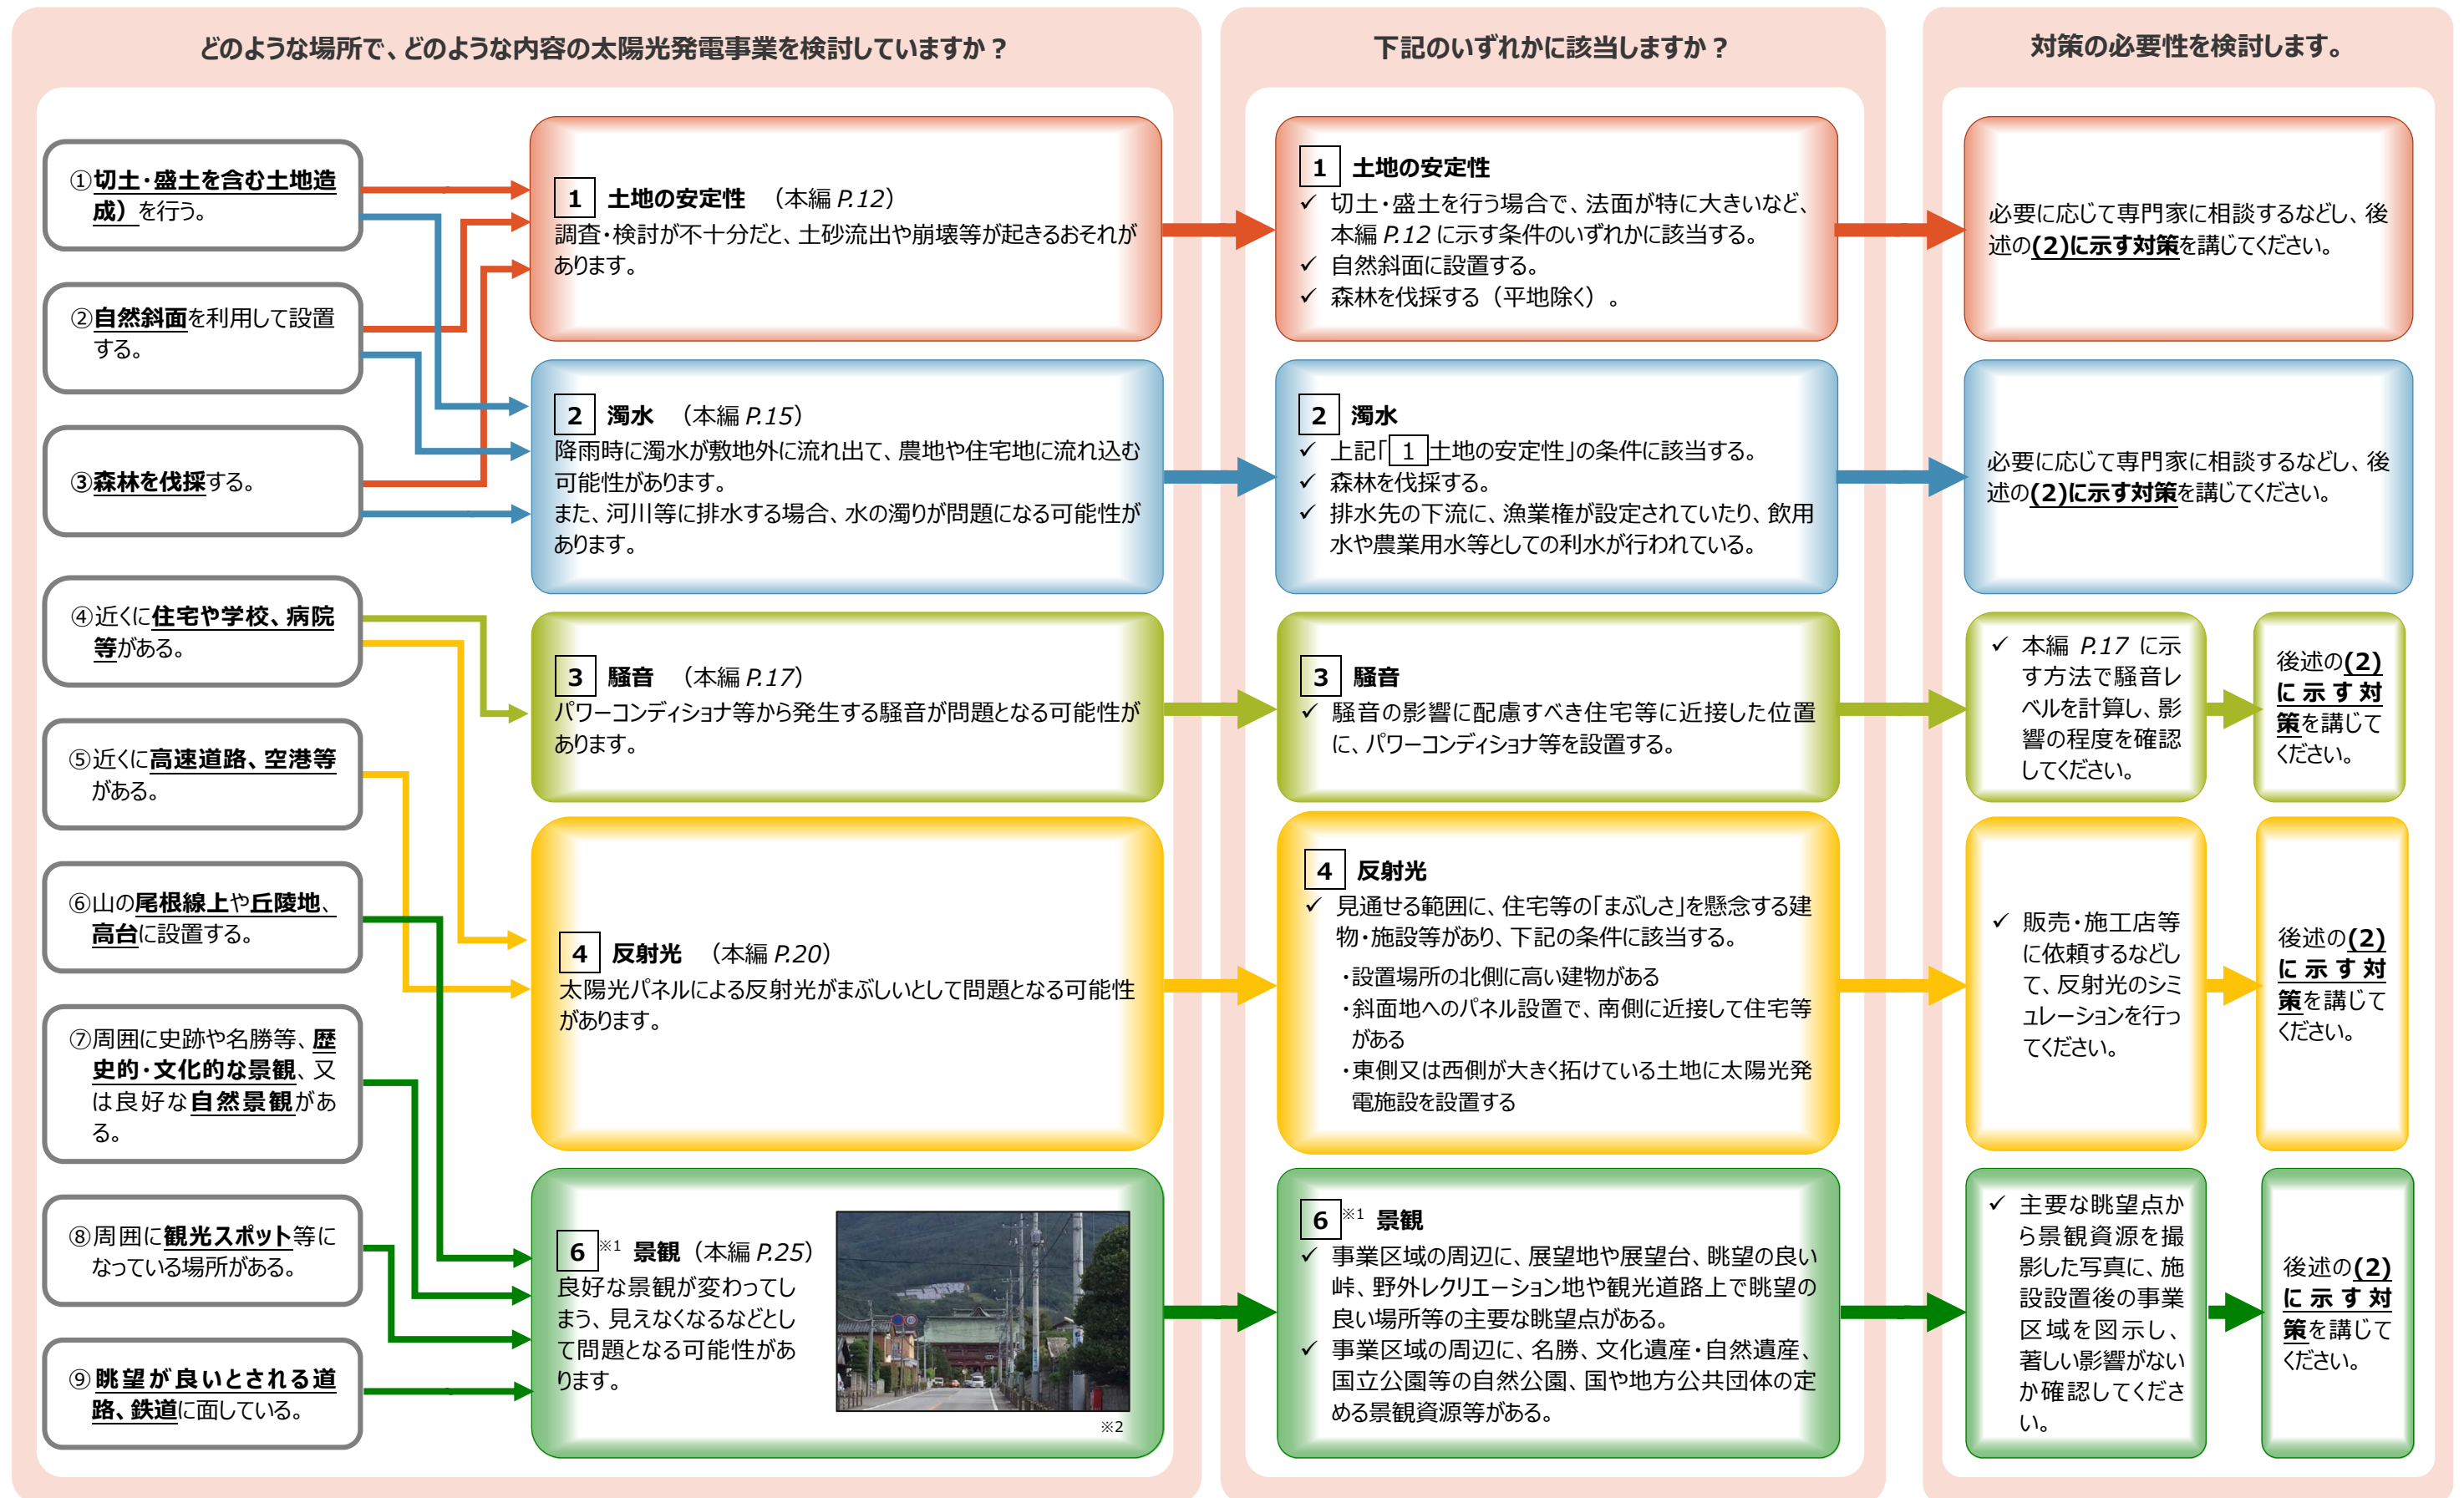 どのような場所で、どのような内容の太陽光発電事業を検討していますか？
①切土・盛土を含む土地造
成）を行う。
②自然斜面を利用して設置
する。
③森林を伐採する。
④近くに住宅や学校、病院
等がある。
⑤近くに高速道路、空港等
がある。
⑥山の尾根線上や丘陵地、
高台に設置する。
⑦周囲に史跡や名勝等、歴
史的・文化的な景観、又
は良好な自然景観があ
る。
⑧周囲に観光スポット等に
なっている場所がある。
⑨眺望が良いとされる道
路、鉄道に面している。
1 土地の安定性 （本編 P.12）
調査・検討が不十分だと、土砂流出や崩壊等が起きるおそれが
あります。
2 濁水 （本編 P.15）
降雨時に濁水が敷地外に流れ出て、農地や住宅地に流れ込む
可能性があります。
また、河川等に排水する場合、水の濁りが問題になる可能性が
あります。
3 騒音 （本編 P.17）
パワーコンディショナ等から発生する騒音が問題となる可能性が
あります。
4 反射光 （本編 P.20）
太陽光パネルによる反射光がまぶしいとして問題となる可能性
があります。
6 ※1 景観（本編 P.25）
良好な景観が変わってし
まう、見えなくなるなどとし
て問題となる可能性があ
ります。
※2
下記のいずれかに該当しますか？
1 土地の安定性
✓ 切土・盛土を行う場合で、法面が特に大きいなど、
本編 P.12 に示す条件のいずれかに該当する。
✓ 自然斜面に設置する。
✓ 森林を伐採する（平地除く）。
2 濁水
✓ 上記「1 土地の安定性」の条件に該当する。
✓ 森林を伐採する。
✓ 排水先の下流に、漁業権が設定されていたり、飲用
水や農業用水等としての利水が行われている。
3 騒音
✓ 騒音の影響に配慮すべき住宅等に近接した位置
に、パワーコンディショナ等を設置する。
4 反射光
✓ 見通せる範囲に、住宅等の「まぶしさ」を懸念する建
物・施設等があり、下記の条件に該当する。
・設置場所の北側に高い建物がある
・斜面地へのパネル設置で、南側に近接して住宅等
がある
・東側又は西側が大きく拓けている土地に太陽光発
電施設を設置する
6 ※1 景観
✓ 事業区域の周辺に、展望地や展望台、眺望の良い
峠、野外レクリエーション地や観光道路上で眺望の
良い場所等の主要な眺望点がある。
✓ 事業区域の周辺に、名勝、文化遺産・自然遺産、
国立公園等の自然公園、国や地方公共団体の定
める景観資源等がある。
対策の必要性を検討します。
必要に応じて専門家に相談するなどし、後
述の(2)に示す対策を講じてください。
必要に応じて専門家に相談するなどし、後
述の(2)に示す対策を講じてください。
✓ 本編 P.17 に示
す方法で騒音レ
ベルを計算し、影
響の程度を確認
してください。
後述の(2)
に示す対
策を講じて
ください。
✓ 販売・施工店等
に依頼するなどし
て、反射光のシミ
ュレーションを行っ
てください。
後述の(2)
に示す対
策を講じて
ください。
✓ 主要な眺望点か
ら景観資源を撮
影した写真に、施
設設置後の事業
区域を図示し、
著しい影響がない
か確認してくださ
い。
後述の(2)
に示す対
策を講じて
ください。